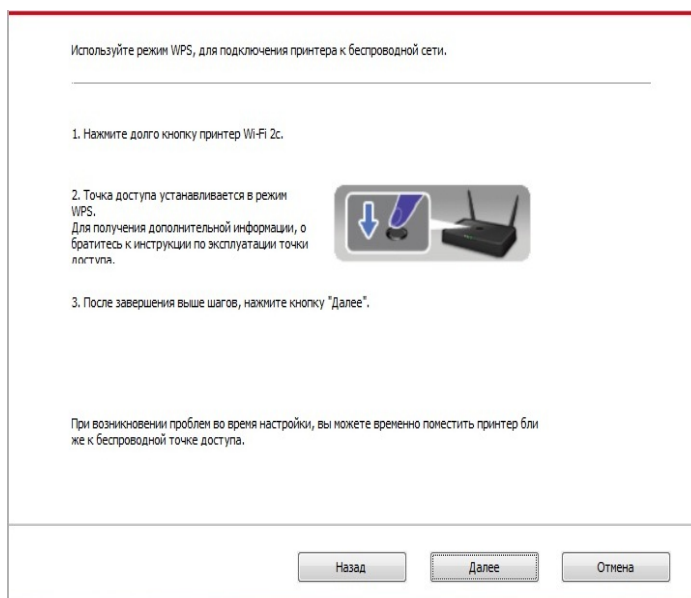 Используйте режим WPS, для подключения принтера к беспроводной сети.
1. Нажмите долго кнопку принтер Wi-Fi 2с.
2. Точка доступа устанавливается в режим
WPS.
Для получения дополнительной информации, о
братитесь к инструкции по эксплуатации точки
доступа.
3. После завершения выше шагов, нажмите кнопку "Далее".
При возникновении проблем во время настройки, вы можете временно поместить принтер бли
же к беспроводной точке доступа.
Назад Далее Отмена